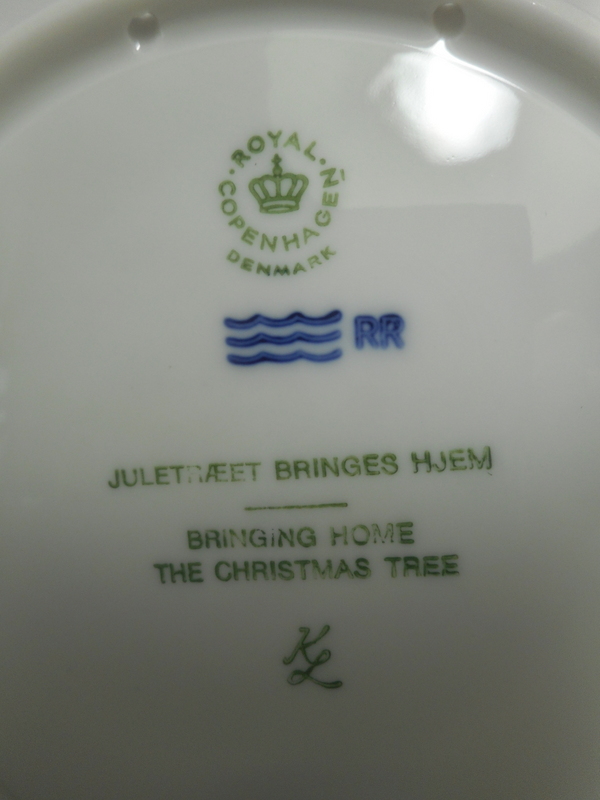 ROYAL
COPENHAGEN
DENMARK
RR
JULETRÆET BRINGES HJEM
BRINGING HOME
THE CHRISTMAS TREE
KL